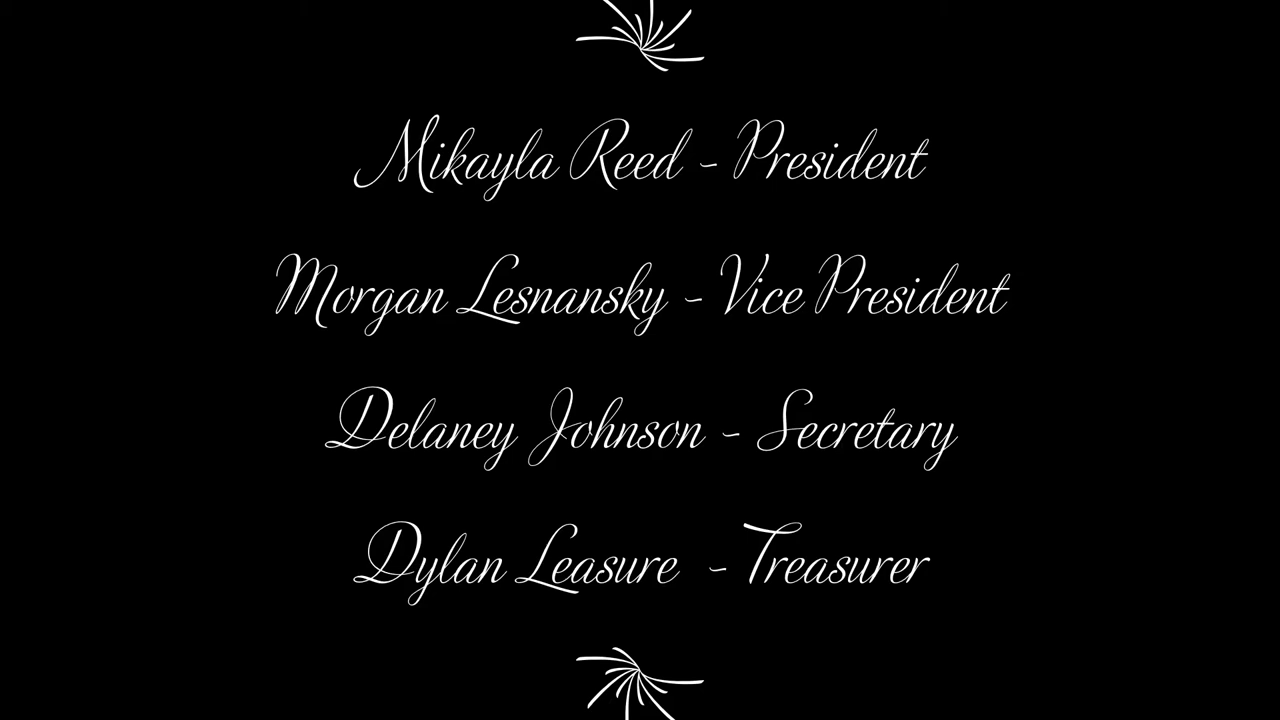 Mikayla Reed - President
Morgan Lesnansky - Vice President
Delaney Johnson - Secretary
Dylan Leasure - Treasurer